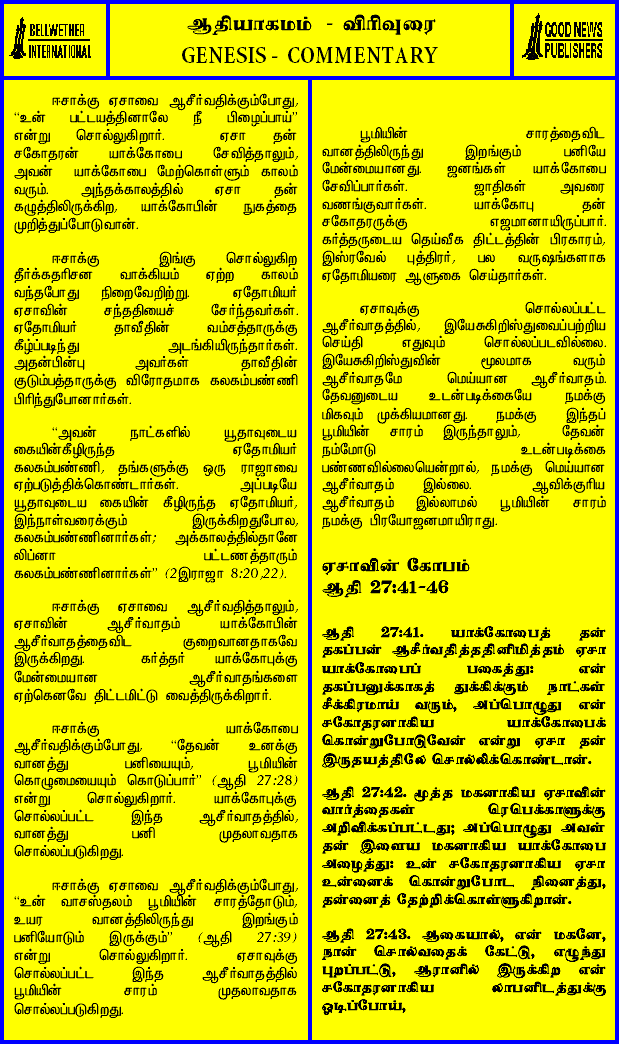 BELLWETHER
INTERNATIONAL
ஆதியாகமம் - விரிவுரை
GENESIS - COMMENTARY
GOOD NEWS
PUBLISHERS
ஈசாக்கு ஏசாவை ஆசீர்வதிக்கும்போது,
“உன் பட்டயத்தினாலே நீ பிழைப்பாய்”
என்று சொல்லுகிறார். ஏசா தன்
சகோதரன் யாக்கோபை சேவித்தாலும்,
அவன் யாக்கோபை மேற்கொள்ளும் காலம்
வரும். அந்தக்காலத்தில் ஏசா தன்
கழுத்திலிருக்கிற, யாக்கோபின் நுகத்தை
முறித்துப்போடுவான்.
ஈசாக்கு இங்கு சொல்லுகிற
தீர்க்கதரிசன வாக்கியம் ஏற்ற காலம்
வந்தபோது நிறைவேறிற்று. ஏதோமியர்
ஏசாவின் சந்ததியைச் சேர்ந்தவர்கள்.
ஏதோமியர் தாவீதின் வம்சத்தாருக்கு
கீழ்ப்படிந்து அடங்கியிருந்தார்கள்.
அதன்பின்பு அவர்கள் தாவீதின்
குடும்பத்தாருக்கு விரோதமாக கலகம்பண்ணி
பிரிந்துபோனார்கள்.
“அவன் நாட்களில் யூதாவுடைய
கையின்கீழிருந்த ஏதோமியர்
கலகம்பண்ணி, தங்களுக்கு ஒரு ராஜாவை
ஏற்படுத்திக்கொண்டார்கள். அப்படியே
யூதாவுடைய கையின் கீழிருந்த ஏதோமியர்,
இந்நாள்வரைக்கும் இருக்கிறதுபோல,
கலகம்பண்ணினார்கள்; அக்காலத்தில்தானே
லிப்னா பட்டணத்தாரும்
கலகம்பண்ணினார்கள்” (2இராஜா 8:20,22).
ஈசாக்கு ஏசாவை ஆசீர்வதித்தாலும்,
ஏசாவின் ஆசீர்வாதம் யாக்கோபின்
ஆசீர்வாதத்தைவிட குறைவானதாகவே
இருக்கிறது. கர்த்தர் யாக்கோபுக்கு
மேன்மையான ஆசீர்வாதங்களை
ஏற்கெனவே திட்டமிட்டு வைத்திருக்கிறார்.
ஈசாக்கு யாக்கோபை
ஆசீர்வதிக்கும்போது, “தேவன் உனக்கு
வானத்து பனியையும், பூமியின்
கொழுமையையும் கொடுப்பார்” (ஆதி 27:28)
என்று சொல்லுகிறார். யாக்கோபுக்கு
சொல்லப்பட்ட இந்த ஆசீர்வாதத்தில்,
வானத்து பனி முதலாவதாக
சொல்லப்படுகிறது.
ஈசாக்கு ஏசாவை ஆசீர்வதிக்கும்போது,
“உன் வாசஸ்தலம் பூமியின் சாரத்தோடும்,
உயர வானத்திலிருந்து இறங்கும்
பனியோடும் இருக்கும்” (ஆதி 27:39)
என்று சொல்லுகிறார். ஏசாவுக்கு
சொல்லப்பட்ட இந்த ஆசீர்வாதத்தில்
பூமியின் சாரம் முதலாவதாக
சொல்லப்படுகிறது.
பூமியின் சாரத்தைவிட
வானத்திலிருந்து இறங்கும் பனியே
மேன்மையானது. ஜனங்கள் யாக்கோபை
சேவிப்பார்கள். ஜாதிகள் அவரை
வணங்குவார்கள். யாக்கோபு தன்
சகோதரருக்கு எஜமானாயிருப்பார்.
கர்த்தருடைய தெய்வீக திட்டத்தின் பிரகாரம்,
இஸ்ரவேல் புத்திரர், பல வருஷங்களாக
ஏதோமியரை ஆளுகை செய்தார்கள்.
ஏசாவுக்கு சொல்லப்பட்ட
ஆசீர்வாதத்தில், இயேசுகிறிஸ்துவைப்பற்றிய
செய்தி எதுவும் சொல்லப்படவில்லை.
இயேசுகிறிஸ்துவின் மூலமாக வரும்
ஆசீர்வாதமே மெய்யான ஆசீர்வாதம்.
தேவனுடைய உடன்படிக்கையே நமக்கு
மிகவும் முக்கியமானது. நமக்கு இந்தப்
பூமியின் சாரம் இருந்தாலும், தேவன்
நம்மோடு உடன்படிக்கை
பண்ணவில்லையென்றால், நமக்கு மெய்யான
ஆசீர்வாதம் இல்லை. ஆவிக்குரிய
ஆசீர்வாதம் இல்லாமல் பூமியின் சாரம்
நமக்கு பிரயோஜனமாயிராது.
ஏசாவின் கோபம்
ஆதி 27:41-46
ஆதி 27:41. யாக்கோபைத் தன்
தகப்பன் ஆசீர்வதித்ததினிமித்தம் ஏசா
யாக்கோபைப் பகைத்து: என்
தகப்பனுக்காகத் துக்கிக்கும் நாட்கள்
சீக்கிரமாய் வரும், அப்பொழுது என்
சகோதரனாகிய யாக்கோபைக்
கொன்றுபோடுவேன் என்று ஏசா தன்
இருதயத்திலே சொல்லிக்கொண்டான்.
ஆதி 27:42. மூத்த மகனாகிய ஏசாவின்
வார்த்தைகள் ரெபெக்காளுக்கு
அறிவிக்கப்பட்டது; அப்பொழுது அவள்
தன் இளைய மகனாகிய யாக்கோபை
அழைத்து: உன் சகோதரனாகிய ஏசா
உன்னைக் கொன்றுபோட நினைத்து,
தன்னைத் தேற்றிக்கொள்ளுகிறான்.
ஆதி 27:43. ஆகையால், என் மகனே,
நான் சொல்வதைக் கேட்டு, எழுந்து
புறப்பட்டு, ஆரானில் இருக்கிற என்
சகோதரனாகிய லாபனிடத்துக்கு
ஓடிப்போய்,